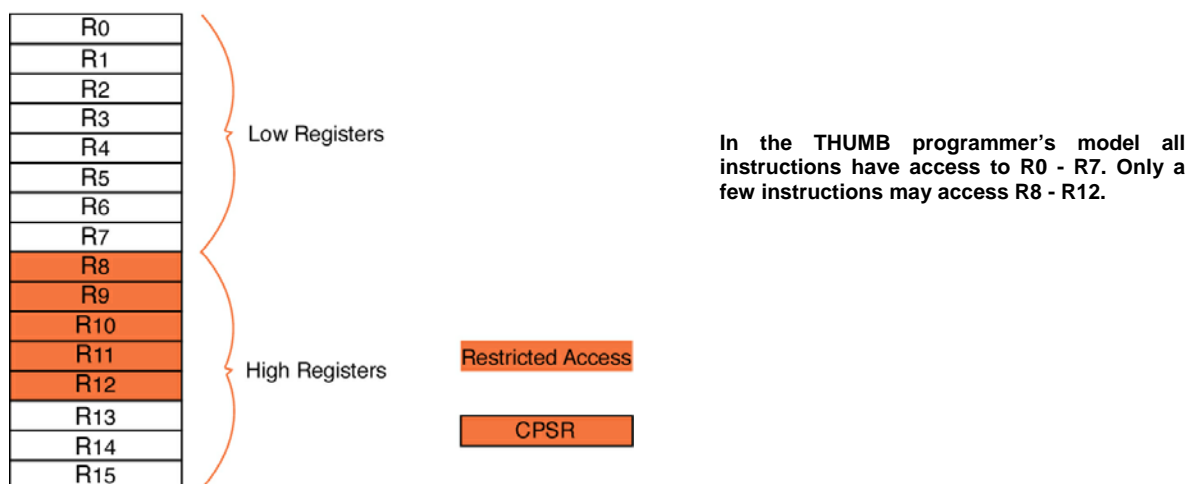 R0
R1
R2
R3
R4
R5
R6
R7
R8
R9
R10
R11
R12
R13
R14
R15
Low Registers
High Registers
Restricted Access
CPSR
In the THUMB programmer’s model all
instructions have access to R0 - R7. Only a
few instructions may access R8 - R12.